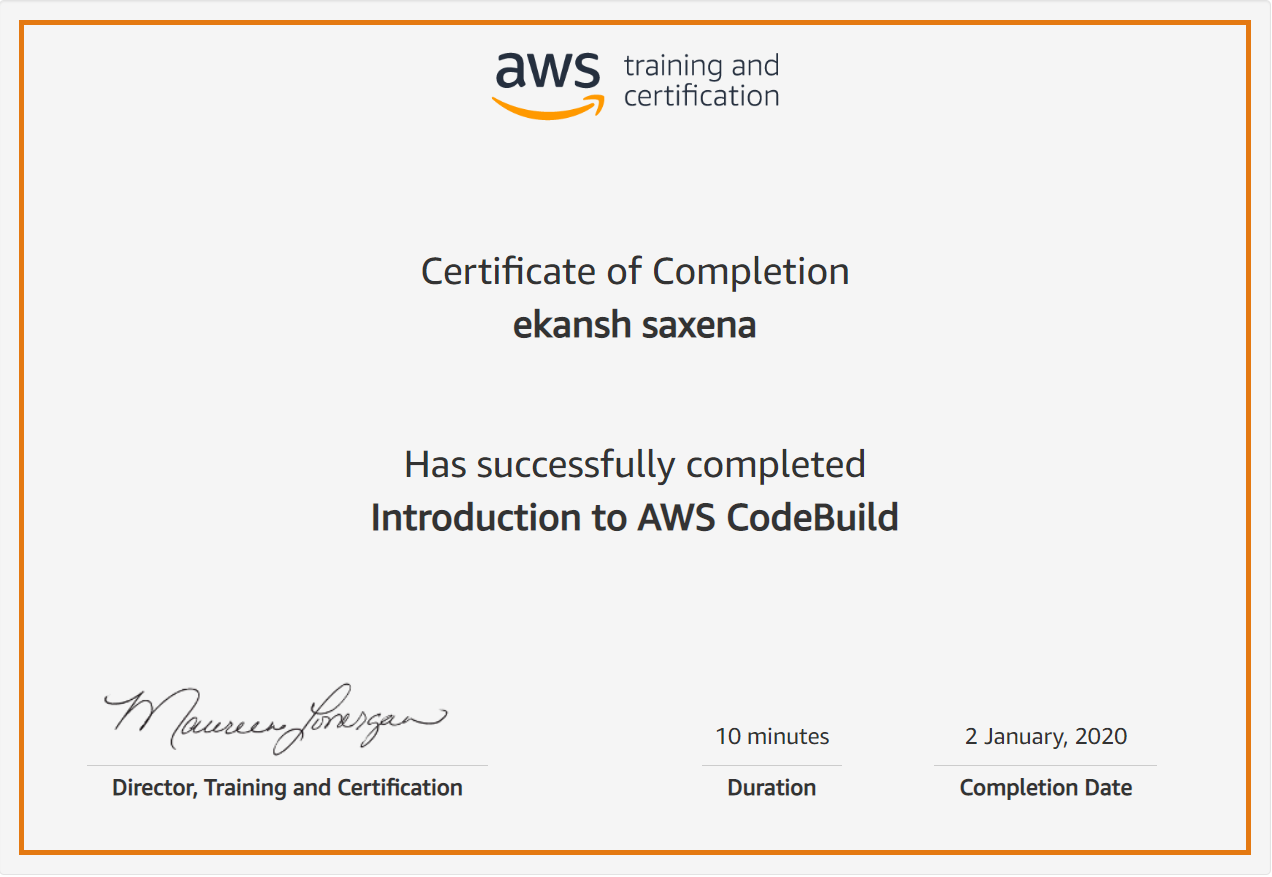 aws training and
certification
Certificate of Completion
ekansh saxena
Has successfully completed
Introduction to AWS CodeBuild
Maureen Lonergan
Director, Training and Certification
10 minutes
Duration
2 January, 2020
Completion Date